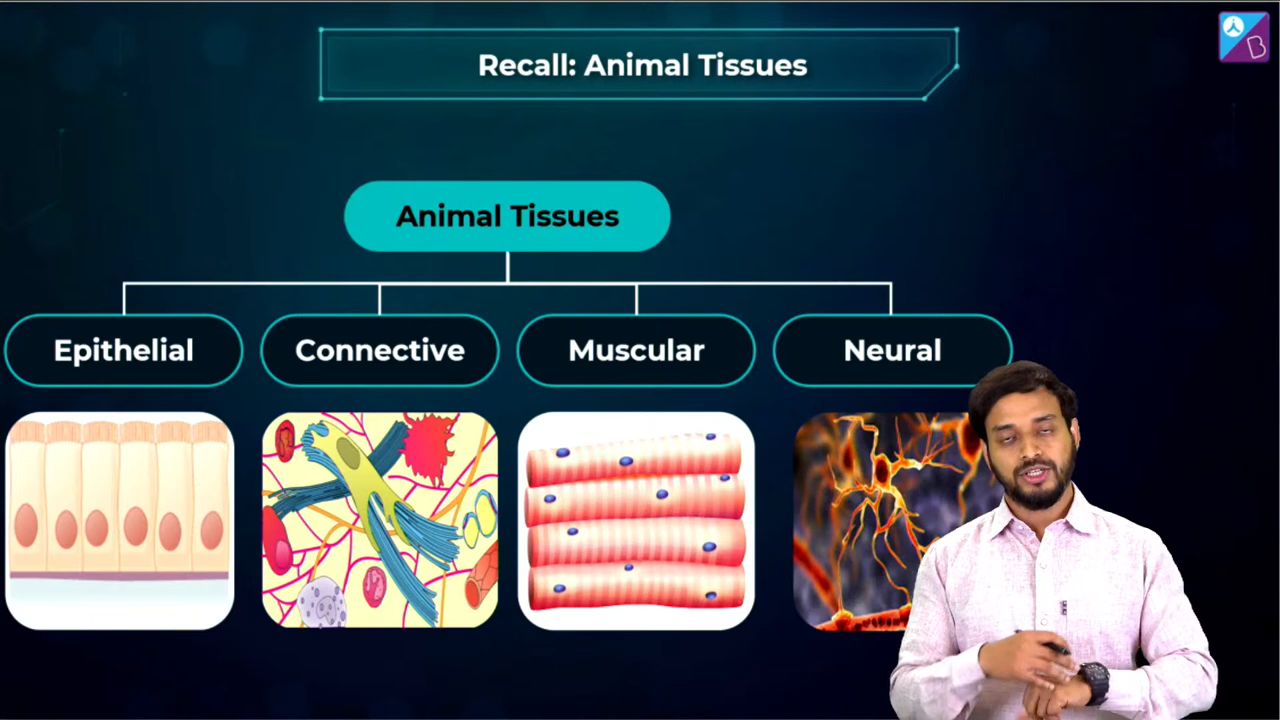 Recall: Animal Tissues
Animal Tissues
Epithelial
Connective
Muscular
Neural
B